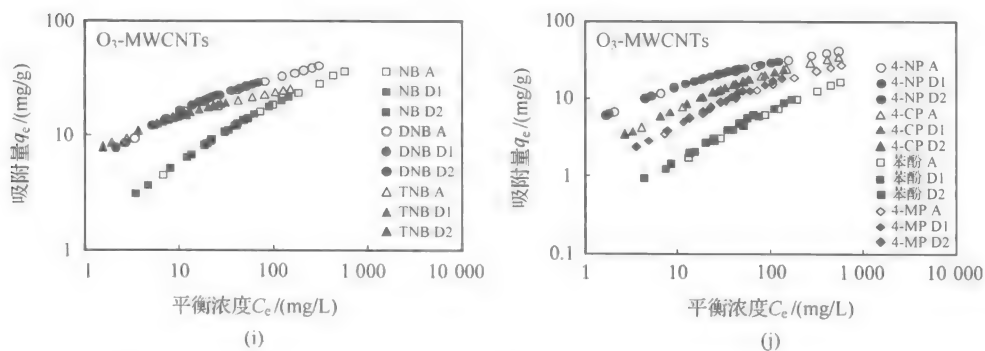 100
O₃-MWCNTs
10
1
吸附量qₑ/(mg/g)
1
10
100
1 000
10 000
平衡浓度Cₑ/(mg/L)
(i)
NB A
NB D1
NB D2
DNB A
DNB D1
DNB D2
TNB A
TNB D1
TNB D2
100
O₃-MWCNTs
10
1
0.1
吸附量qₑ/(mg/g)
1
10
100
1 000
10 000
平衡浓度Cₑ/(mg/L)
(j)
4-NP A
4-NP D1
4-NP D2
4-CP A
4-CP D1
4-CP D2
苯酚 A
苯酚 D1
苯酚 D2
4-MP A
4-MP D1
4-MP D2